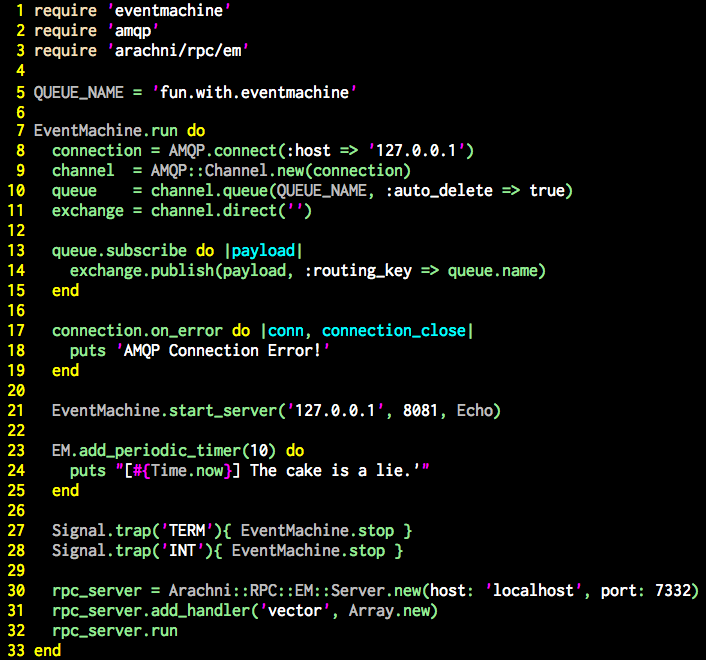 1 require 'eventmachine'
2 require 'amqp'
3 require 'arachni/rpc/em'
4
5 QUEUE_NAME = 'fun.with.eventmachine'
6
7 EventMachine.run do
8   connection = AMQP.connect(:host => '127.0.0.1')
9   channel  = AMQP::Channel.new(connection)
10   queue    = channel.queue(QUEUE_NAME, :auto_delete => true)
11   exchange = channel.direct('')
12
13   queue.subscribe do |payload|
14     exchange.publish(payload, :routing_key => queue.name)
15   end
16
17   connection.on_error do |conn, connection_close|
18     puts 'AMQP Connection Error!'
19   end
20
21   EventMachine.start_server('127.0.0.1', 8081, Echo)
22
23   EM.add_periodic_timer(10) do
24     puts "[#{Time.now}] The cake is a lie.'"
25   end
26
27   Signal.trap('TERM'){ EventMachine.stop }
28   Signal.trap('INT'){ EventMachine.stop }
29
30   rpc_server = Arachni::RPC::EM::Server.new(host: 'localhost', port: 7332)
31   rpc_server.add_handler('vector', Array.new)
32   rpc_server.run
33 end